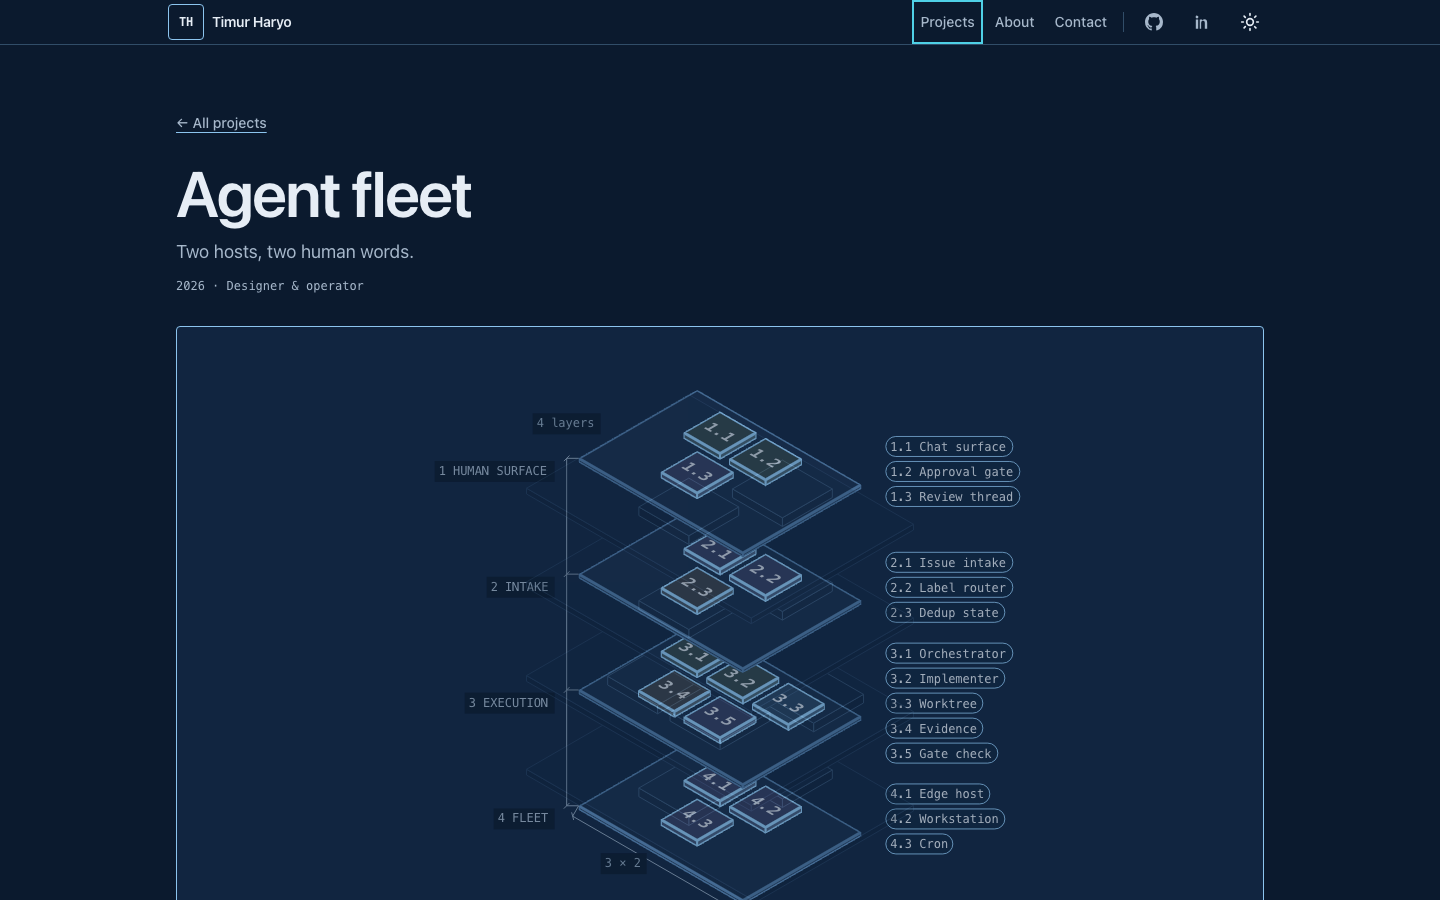 TH Timur Haryo Projects About Contact in
← All projects
Agent fleet
Two hosts, two human words.
2026 · Designer & operator
4 layers
1 HUMAN SURFACE
1.1
1.2
1.3
1.1 Chat surface
1.2 Approval gate
1.3 Review thread
2 INTAKE
2.1
2.2
2.3
2.1 Issue intake
2.2 Label router
2.3 Dedup state
3 EXECUTION
3.1
3.2
3.4
3.3
3.5
3.1 Orchestrator
3.2 Implementer
3.3 Worktree
3.4 Evidence
3.5 Gate check
4 FLEET
4.1
4.2
4.3
4.1 Edge host
4.2 Workstation
4.3 Cron
3 × 2